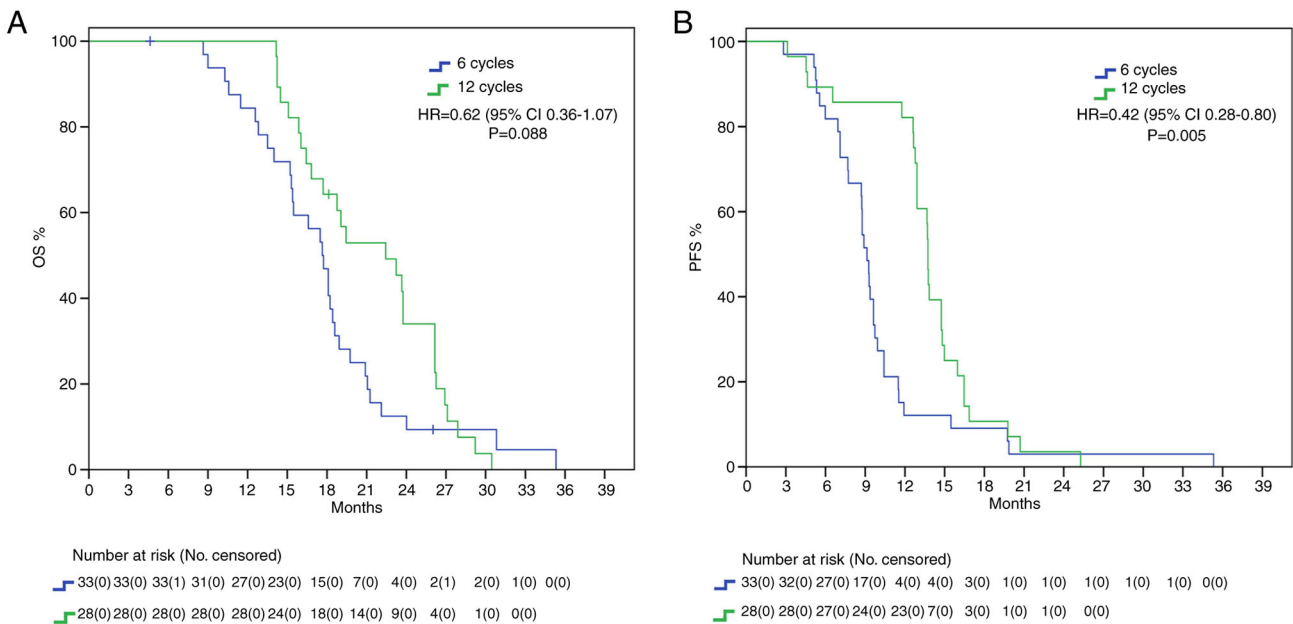 A
100
80
60
40
20
0
OS %
6 cycles
12 cycles
HR=0.62 (95% CI 0.36-1.07)
P=0.088
0 3 6 9 12 15 18 21 24 27 30 33 36 39
Months
Number at risk (No. censored)
33(0) 33(0) 33(1) 31(0) 27(0) 23(0) 15(0) 7(0) 4(0) 2(1) 2(0) 1(0) 0(0)
28(0) 28(0) 28(0) 28(0) 28(0) 24(0) 18(0) 14(0) 9(0) 4(0) 1(0) 0(0)
B
100
80
60
40
20
0
PFS %
6 cycles
12 cycles
HR=0.42 (95% CI 0.28-0.80)
P=0.005
0 3 6 9 12 15 18 21 24 27 30 33 36 39
Months
Number at risk (No. censored)
33(0) 32(0) 27(0) 17(0) 4(0) 4(0) 3(0) 1(0) 1(0) 1(0) 1(0) 1(0) 0(0)
28(0) 28(0) 27(0) 24(0) 23(0) 7(0) 3(0) 1(0) 1(0) 0(0)